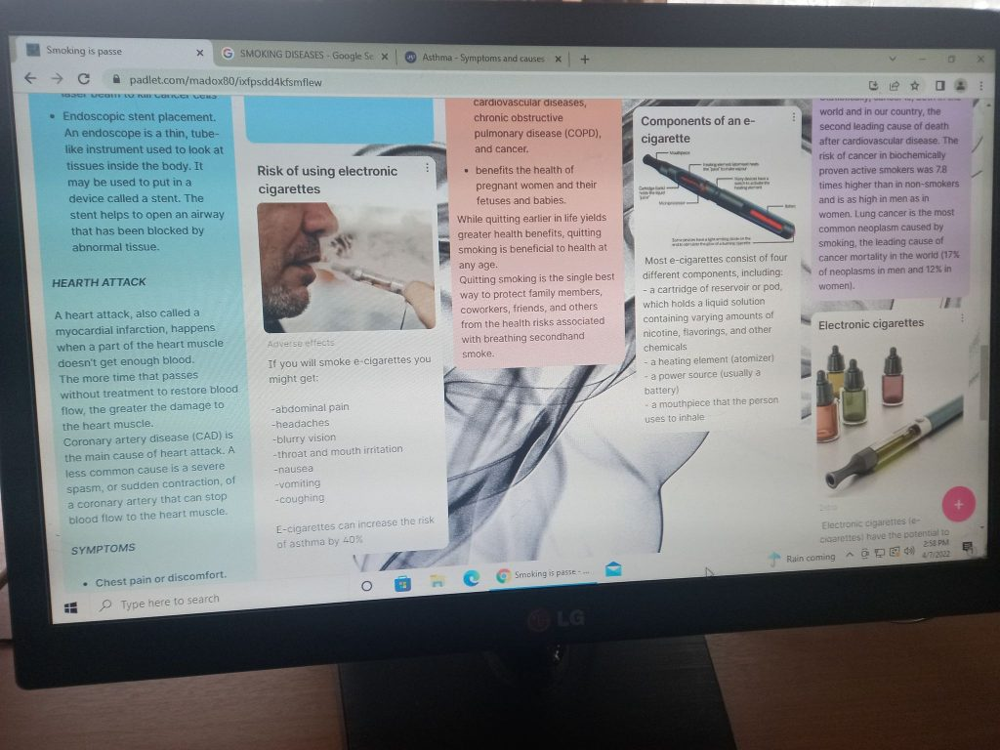 Smoking is passe
SMOKING DISEASES - Google Se
Asthma - Symptoms and causes
padlet.com/madox80/ixfpsdd4kfsmflew
laser beam to kill cancer cells
• Endoscopic stent placement.
An endoscope is a thin, tube-
like instrument used to look at
tissues inside the body. It
may be used to put in a
device called a stent. The
stent helps to open an airway
that has been blocked by
abnormal tissue.
HEARTH ATTACK
A heart attack, also called a
myocardial infarction, happens
when a part of the heart muscle
doesn't get enough blood.
The more time that passes
without treatment to restore blood
flow, the greater the damage to
the heart muscle.
Coronary artery disease (CAD) is
the main cause of heart attack. A
less common cause is a severe
spasm, or sudden contraction, of
a coronary artery that can stop
blood flow to the heart muscle.
SYMPTOMS
• Chest pain or discomfort.
Risk of using electronic
cigarettes
Adverse effects
If you will smoke e-cigarettes you
might get:
-abdominal pain
-headaches
-blurry vision
-throat and mouth irritation
-nausea
-vomiting
-coughing
E-cigarettes can increase the risk
of asthma by 40%
cardiovascular diseases,
chronic obstructive
pulmonary disease (COPD),
and cancer.
• benefits the health of
pregnant women and their
fetuses and babies.
While quitting earlier in life yields
greater health benefits, quitting
smoking is beneficial to health at
any age.
Quitting smoking is the single best
way to protect family members,
coworkers, friends, and others
from the health risks associated
with breathing secondhand
smoke.
Components of an e-
cigarette
Mouthpiece
Microprocessor
Battery
Most e-cigarettes consist of four
different components, including:
- a cartridge of reservoir or pod,
which holds a liquid solution
containing varying amounts of
nicotine, flavorings, and other
chemicals
- a heating element (atomizer)
- a power source (usually a
battery)
- a mouthpiece that the person
uses to inhale
world and in our country, the
second leading cause of death
after cardiovascular disease. The
risk of cancer in biochemically
proven active smokers was 7.8
times higher than in non-smokers
and is as high in men as in
women. Lung cancer is the most
common neoplasm caused by
smoking, the leading cause of
cancer mortality in the world (17%
of neoplasms in men and 12% in
women).
Electronic cigarettes
Electronic cigarettes (e-
cigarettes) have the potential to
Type here to search
Smoking is passe - ...
Rain coming
2:58 PM
4/7/2022
LG